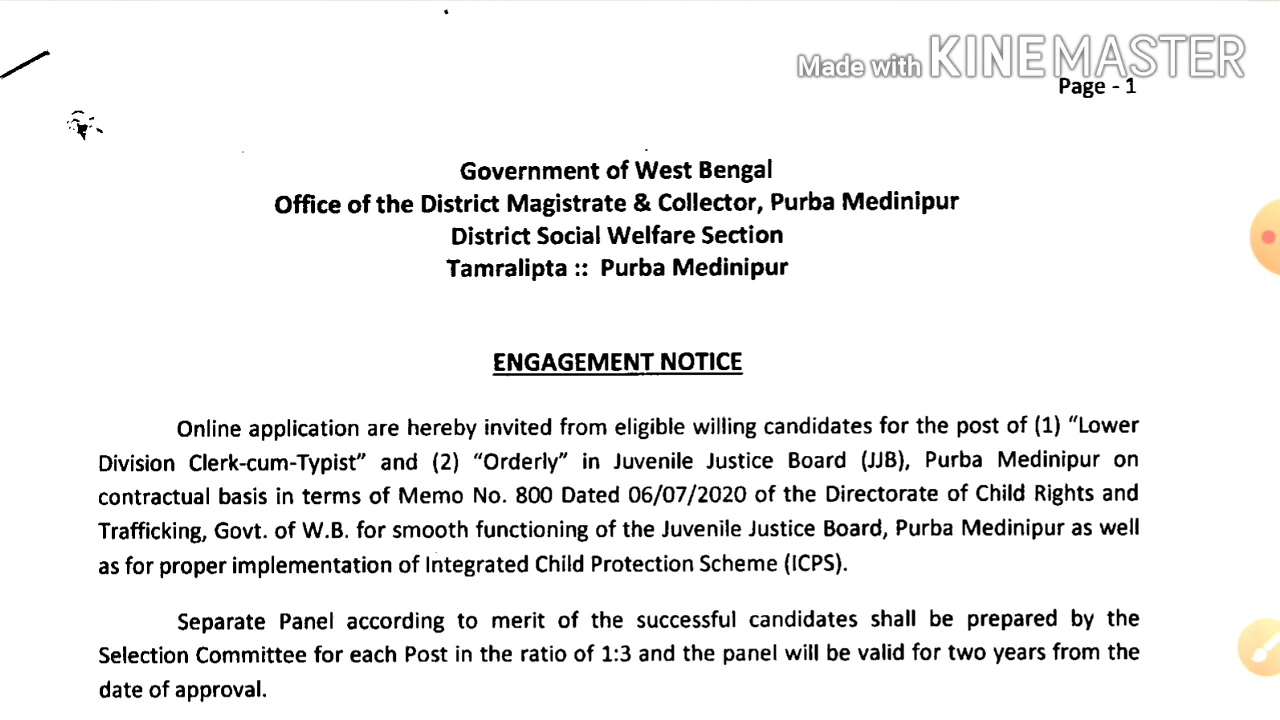 Made with KINEMASTER
Page - 1
Government of West Bengal
Office of the District Magistrate & Collector, Purba Medinipur
District Social Welfare Section
Tamralipta :: Purba Medinipur
ENGAGEMENT NOTICE
Online application are hereby invited from eligible willing candidates for the post of (1) “Lower
Division Clerk-cum-Typist” and (2) “Orderly” in Juvenile Justice Board (JJB), Purba Medinipur on
contractual basis in terms of Memo No. 800 Dated 06/07/2020 of the Directorate of Child Rights and
Trafficking, Govt. of W.B. for smooth functioning of the Juvenile Justice Board, Purba Medinipur as well
as for proper implementation of Integrated Child Protection Scheme (ICPS).
Separate Panel according to merit of the successful candidates shall be prepared by the
Selection Committee for each Post in the ratio of 1:3 and the panel will be valid for two years from the
date of approval.